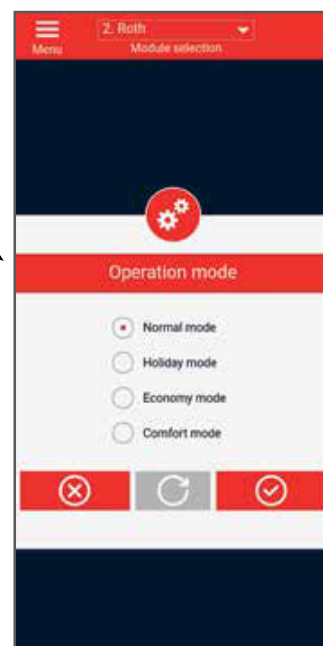 2. Roth
Menu
Module selection
Operation mode
Normal mode
Holiday mode
Economy mode
Comfort mode